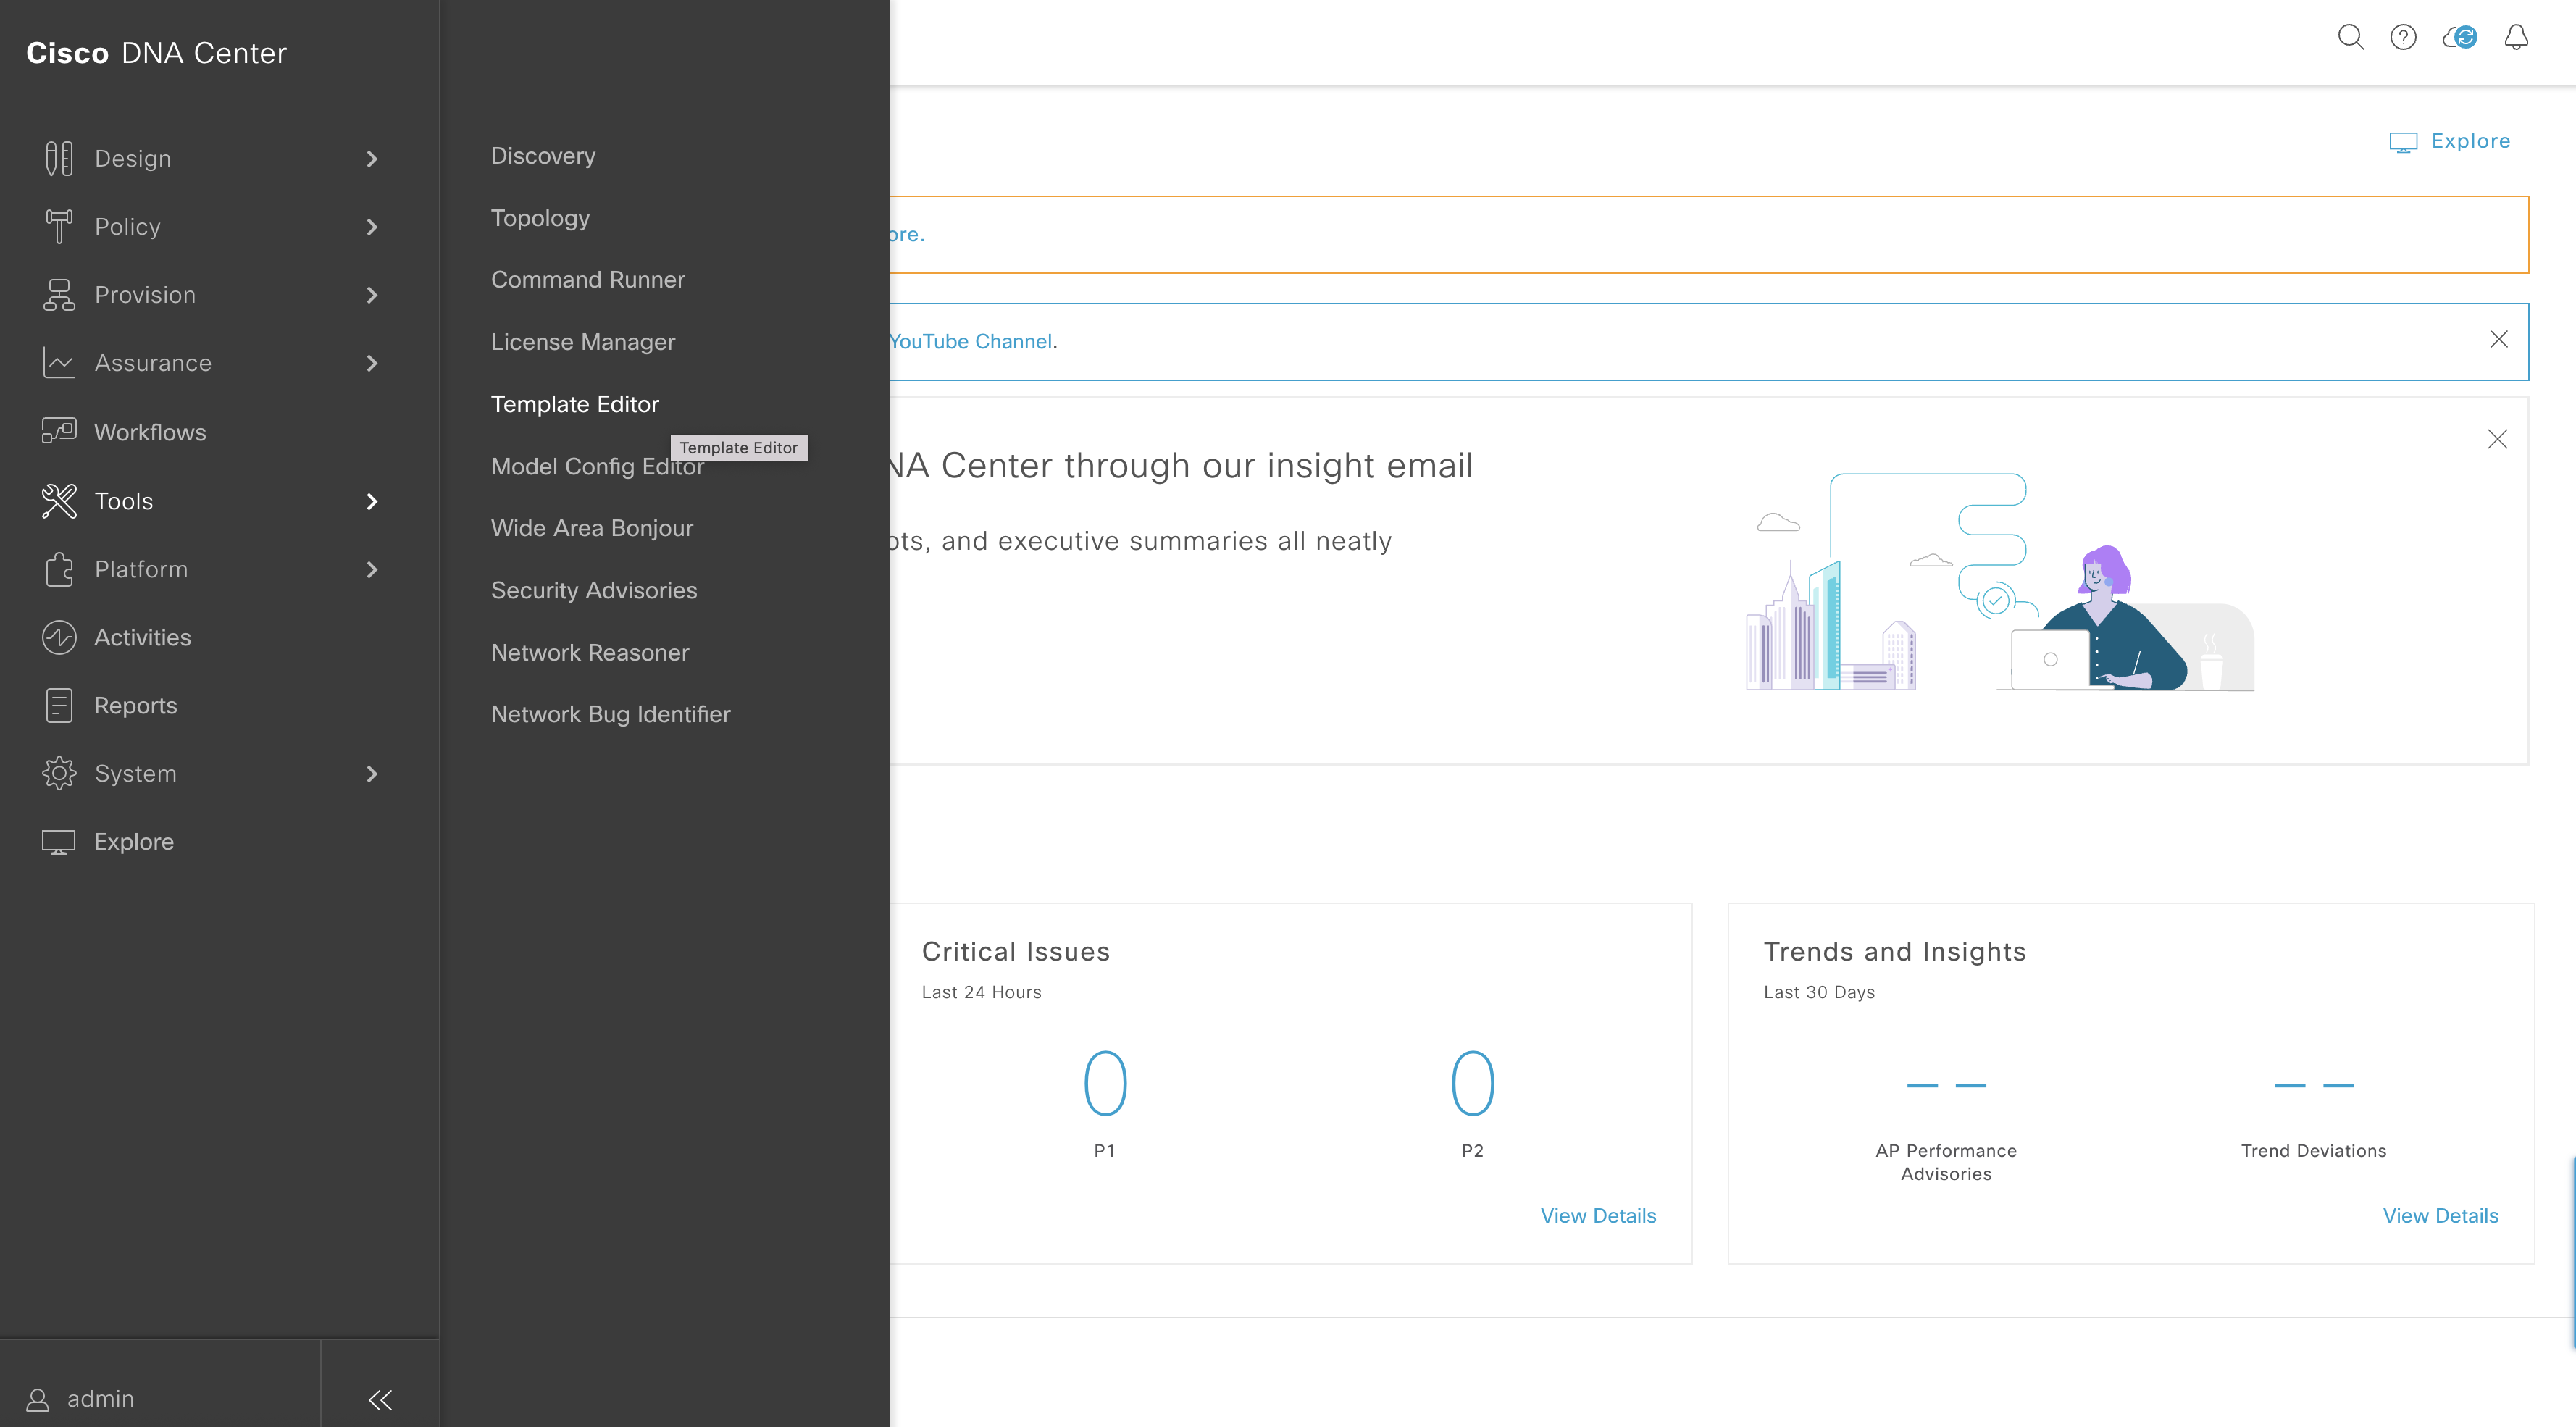 Cisco DNA Center
Design
Policy
Provision
Assurance
Workflows
Tools
Platform
Activities
Reports
System
Explore
admin
Discovery
Topology
Command Runner
License Manager
Template Editor
Template Editor
Model Config Editor
Wide Area Bonjour
Security Advisories
Network Reasoner
Network Bug Identifier
Explore
YouTube Channel.
Center through our insight email
and executive summaries all neatly
Critical Issues
Last 24 Hours
0
P1
0
P2
View Details
Trends and Insights
Last 30 Days
– –
AP Performance
Advisories
– –
Trend Deviations
View Details